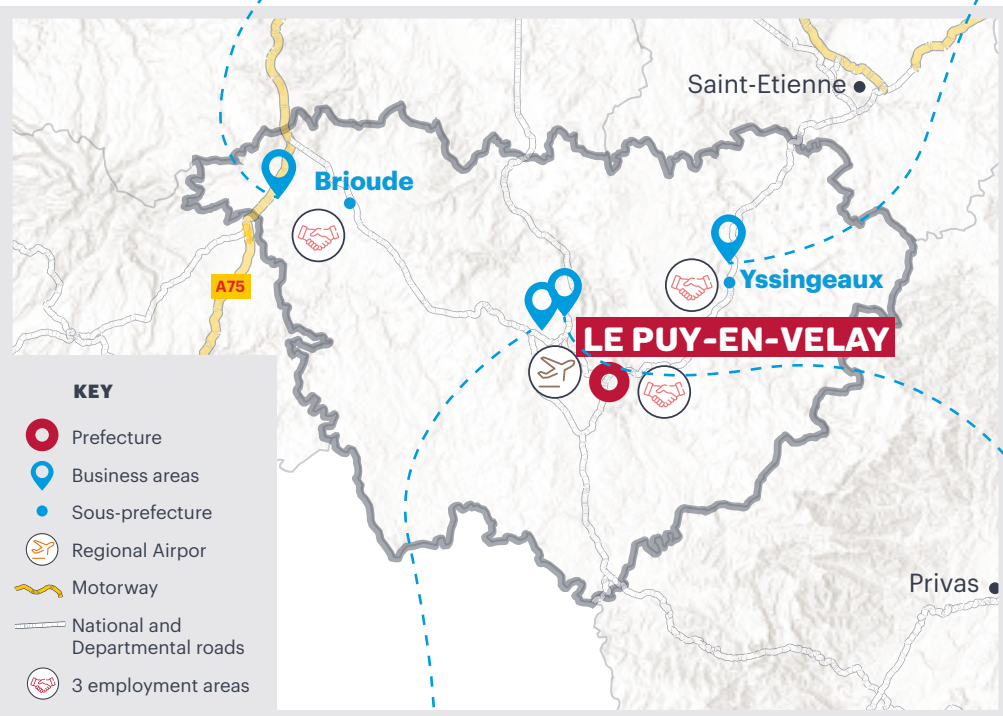 Saint-Etienne
Brioude
A75
Yssingeaux
LE PUY-EN-VELAY
Privas
KEY
Prefecture
Business areas
Sous-prefecture
Regional Airpor
Motorway
National and
Departmental roads
3 employment areas